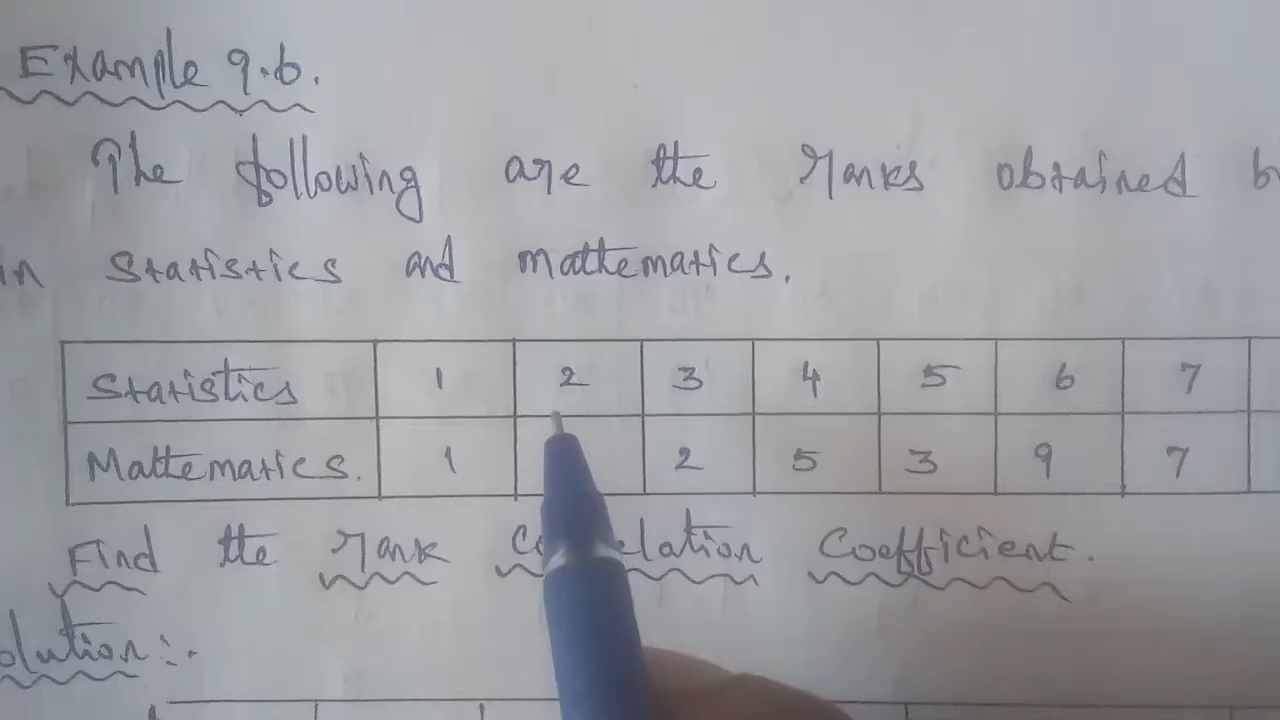 Example 9.6.
The following are the ranks obtained
in Statistics and mathematics.
Statistics 1 2 3 4 5 6 7
Mathematics. 1 2 5 3 9 7
Find the rank Coefficient.